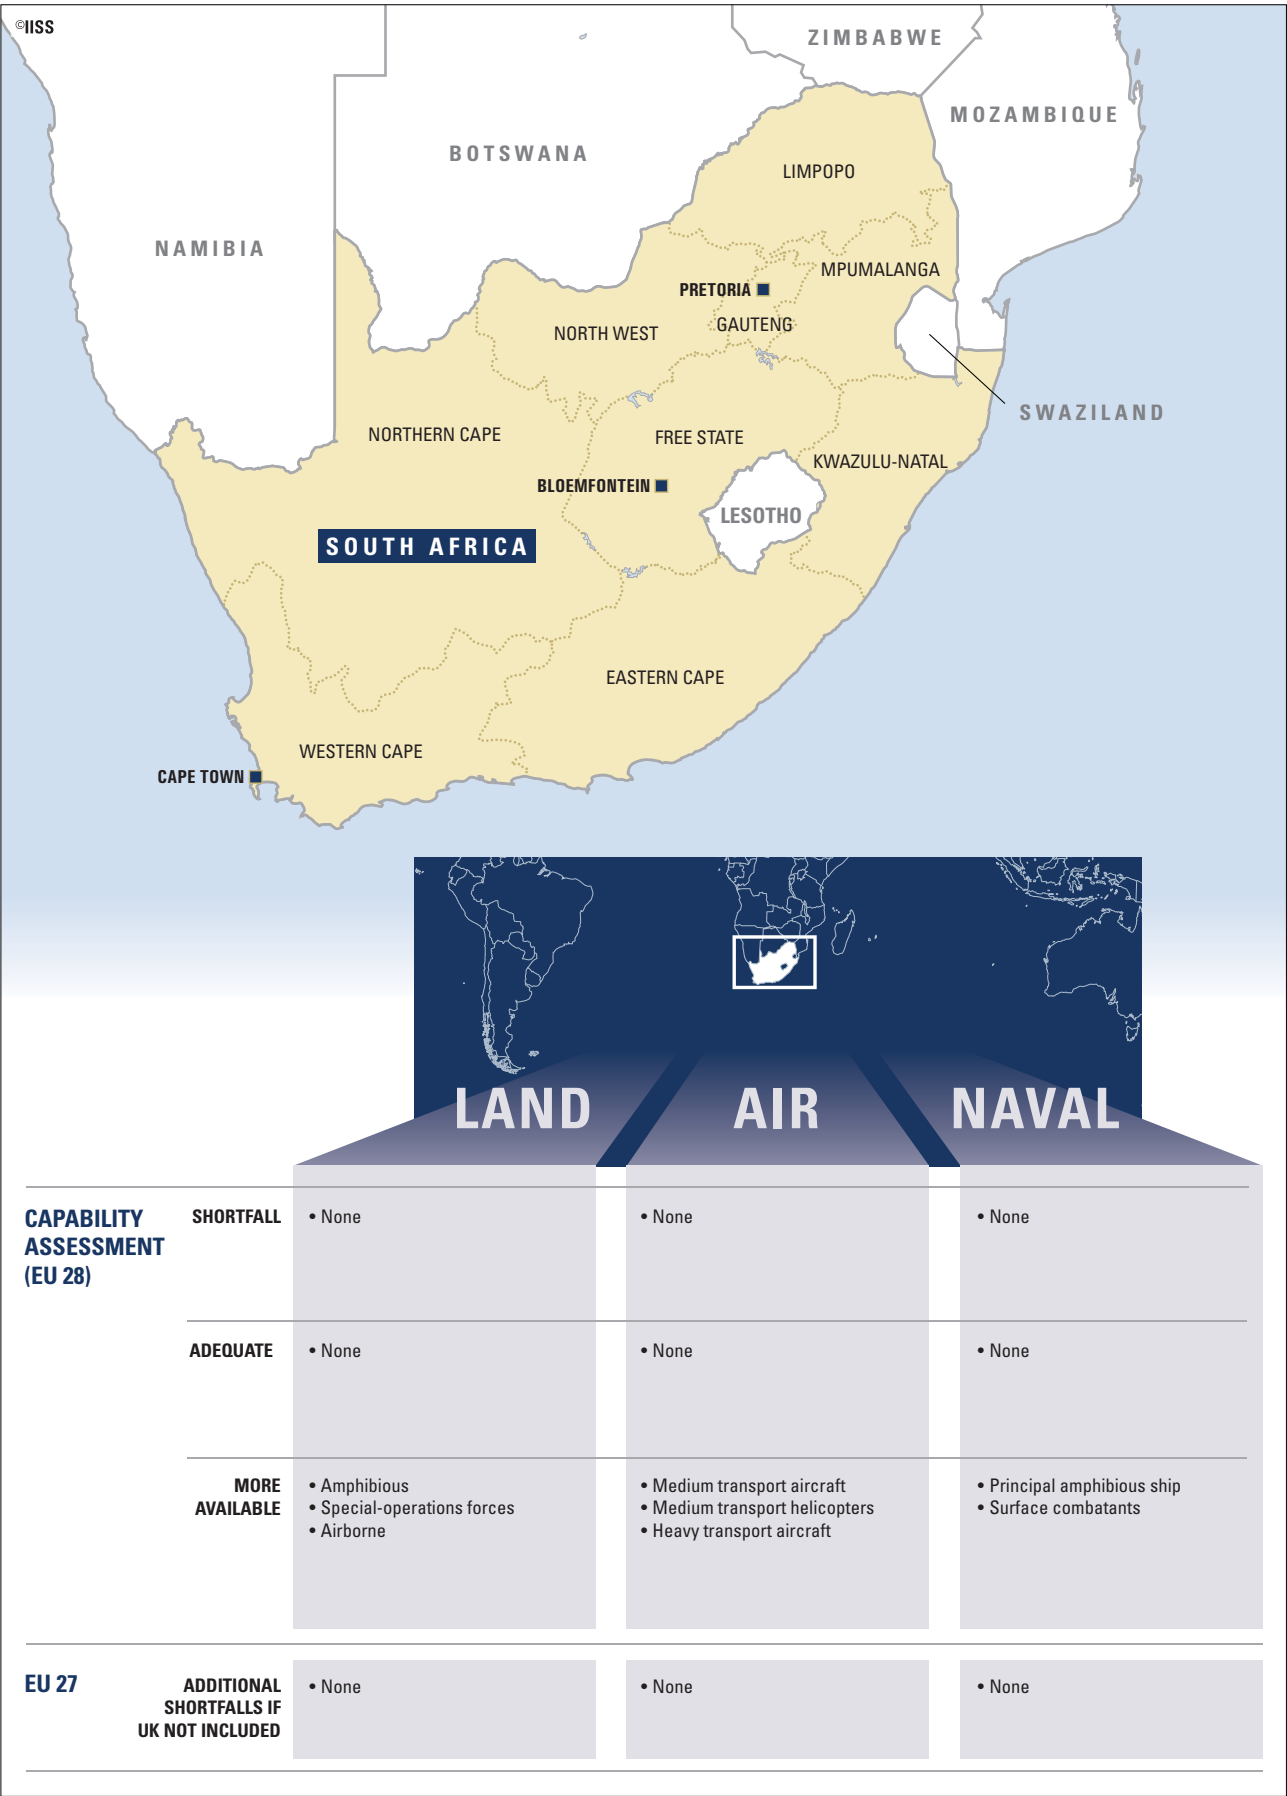 ©IISS
ZIMBABWE
MOZAMBIQUE
BOTSWANA
LIMPOPO
NAMIBIA
MPUMALANGA
PRETORIA
GAUTENG
NORTH WEST
SWAZILAND
NORTHERN CAPE
FREE STATE
KWAZULU-NATAL
BLOEMFONTEIN
LESOTHO
SOUTH AFRICA
EASTERN CAPE
WESTERN CAPE
CAPE TOWN
LAND AIR NAVAL
CAPABILITY
ASSESSMENT
(EU 28)
SHORTFALL
• None
• None
• None
ADEQUATE
• None
• None
• None
MORE
AVAILABLE
• Amphibious
• Special-operations forces
• Airborne
• Medium transport aircraft
• Medium transport helicopters
• Heavy transport aircraft
• Principal amphibious ship
• Surface combatants
EU 27
ADDITIONAL
SHORTFALLS IF
UK NOT INCLUDED
• None
• None
• None